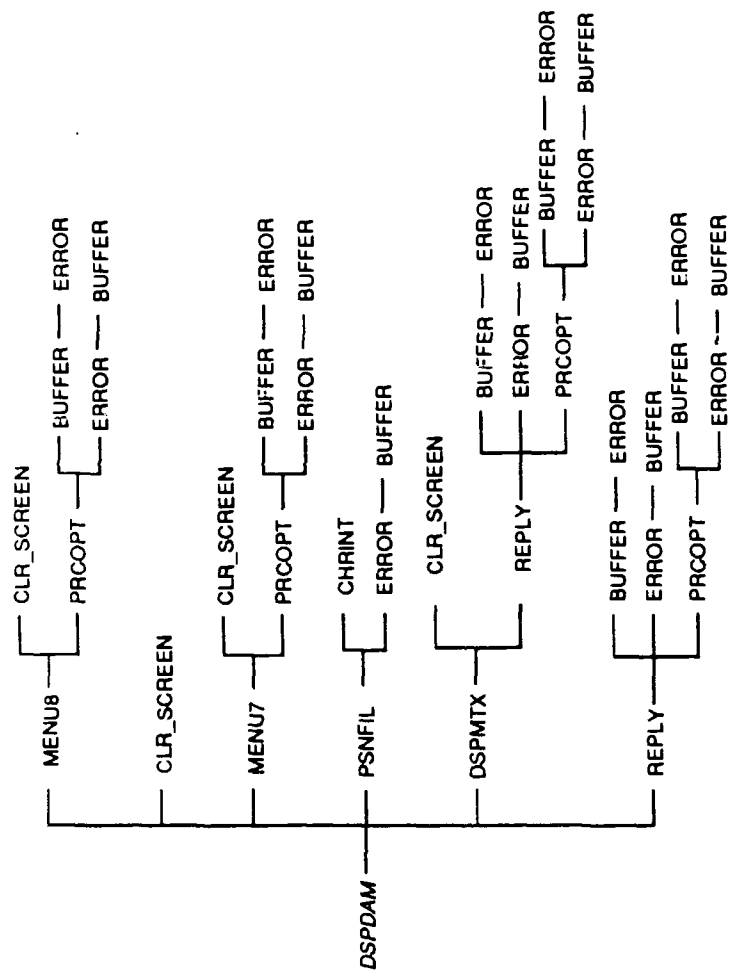 CLR_SCREEN
MENU8
BUFFER — ERROR
PRCOPT
ERROR — BUFFER
CLR_SCREEN
CLR_SCREEN
MENU7
BUFFER — ERROR
PRCOPT
ERROR — BUFFER
CHRINT
DSPDAM
PSNFIL
ERROR — BUFFER
CLR_SCREEN
DSPMTX
BUFFER — ERROR
REPLY
ERROR — BUFFER
BUFFER — ERROR
PRCOPT
ERROR — BUFFER
BUFFER — ERROR
REPLY
ERROR — BUFFER
BUFFER — ERROR
PRCOPT
ERROR — BUFFER